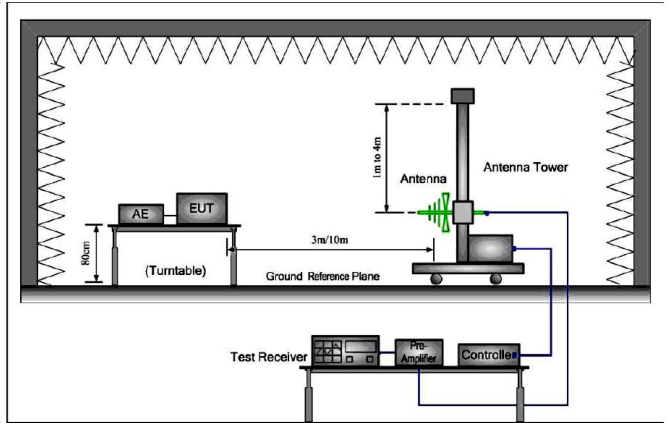 1m to 4m
Antenna Tower
Antenna
AE
EUT
3m/10m
80cm
(Turntable)
Ground Reference Plane
Test Receiver
Pre-
Amplifier
Controlle